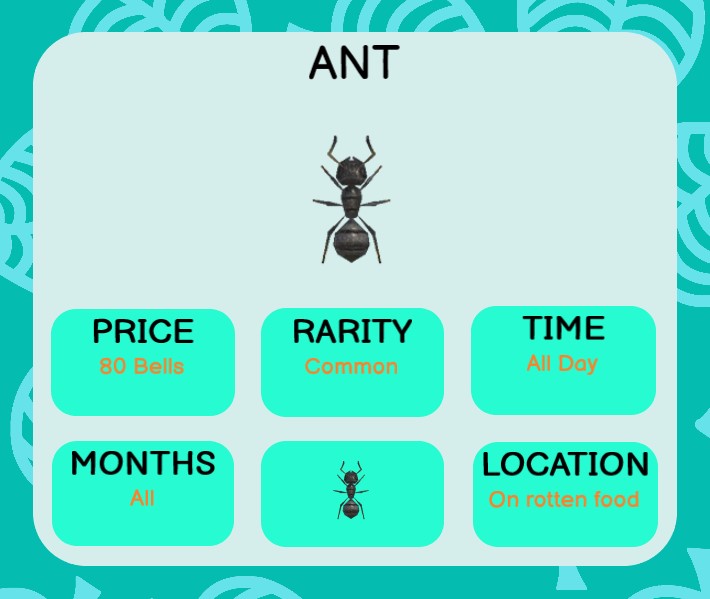 ANT
PRICE
80 Bells
RARITY
Common
TIME
All Day
MONTHS
All
LOCATION
On rotten food